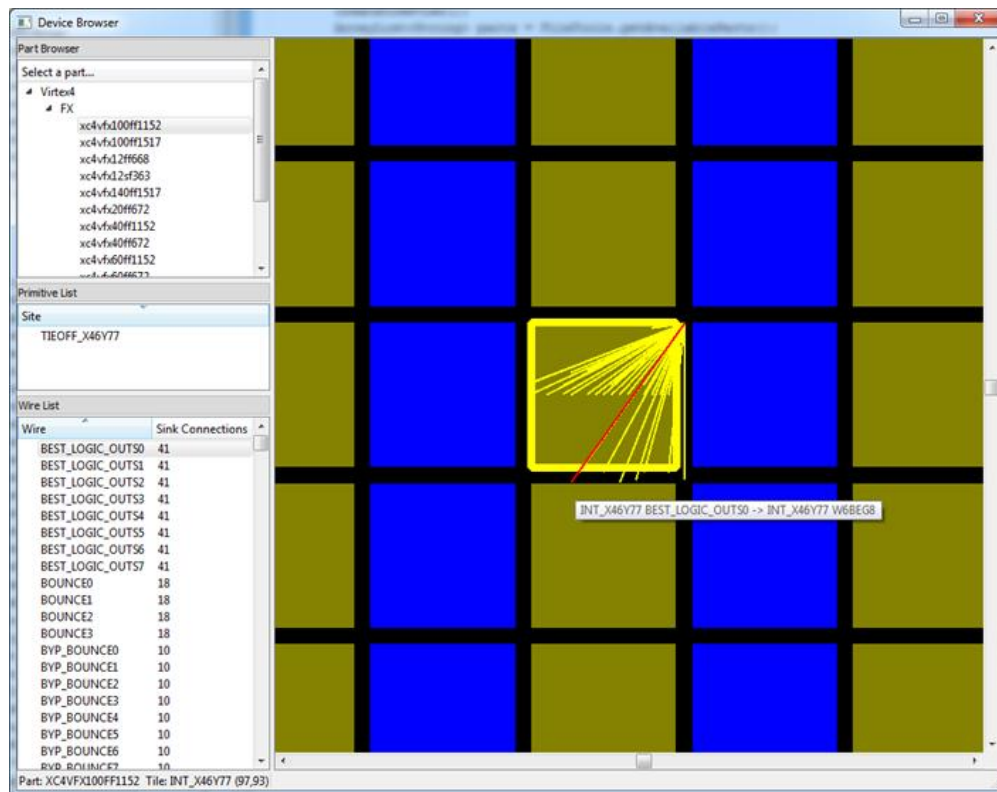 Device Browser
Part Browser
Select a part...
Virtex4
FX
xc4vfx100ff1152
xc4vfx100ff1517
xc4vfx12ff668
xc4vfx12sf363
xc4vfx140ff1517
xc4vfx20ff672
xc4vfx40ff1152
xc4vfx40ff672
xc4vfx60ff1152
xc4vfx60ff672
Primitive List
Site
TIEOFF_X46Y77
Wire List
Wire Sink Connections
BEST_LOGIC_OUTS0 41
BEST_LOGIC_OUTS1 41
BEST_LOGIC_OUTS2 41
BEST_LOGIC_OUTS3 41
BEST_LOGIC_OUTS4 41
BEST_LOGIC_OUTS5 41
BEST_LOGIC_OUTS6 41
BEST_LOGIC_OUTS7 41
BOUNCE0 18
BOUNCE1 18
BOUNCE2 18
BOUNCE3 18
BYP_BOUNCE0 10
BYP_BOUNCE1 10
BYP_BOUNCE2 10
BYP_BOUNCE3 10
BYP_BOUNCE4 10
BYP_BOUNCE5 10
BYP_BOUNCE6 10
BYP_BOUNCE7 10
INT_X46Y77 BEST_LOGIC_OUTS0 -> INT_X46Y77 W6BEG8
Part: XC4VFX100FF1152 Tile: INT_X46Y77 (97,93)